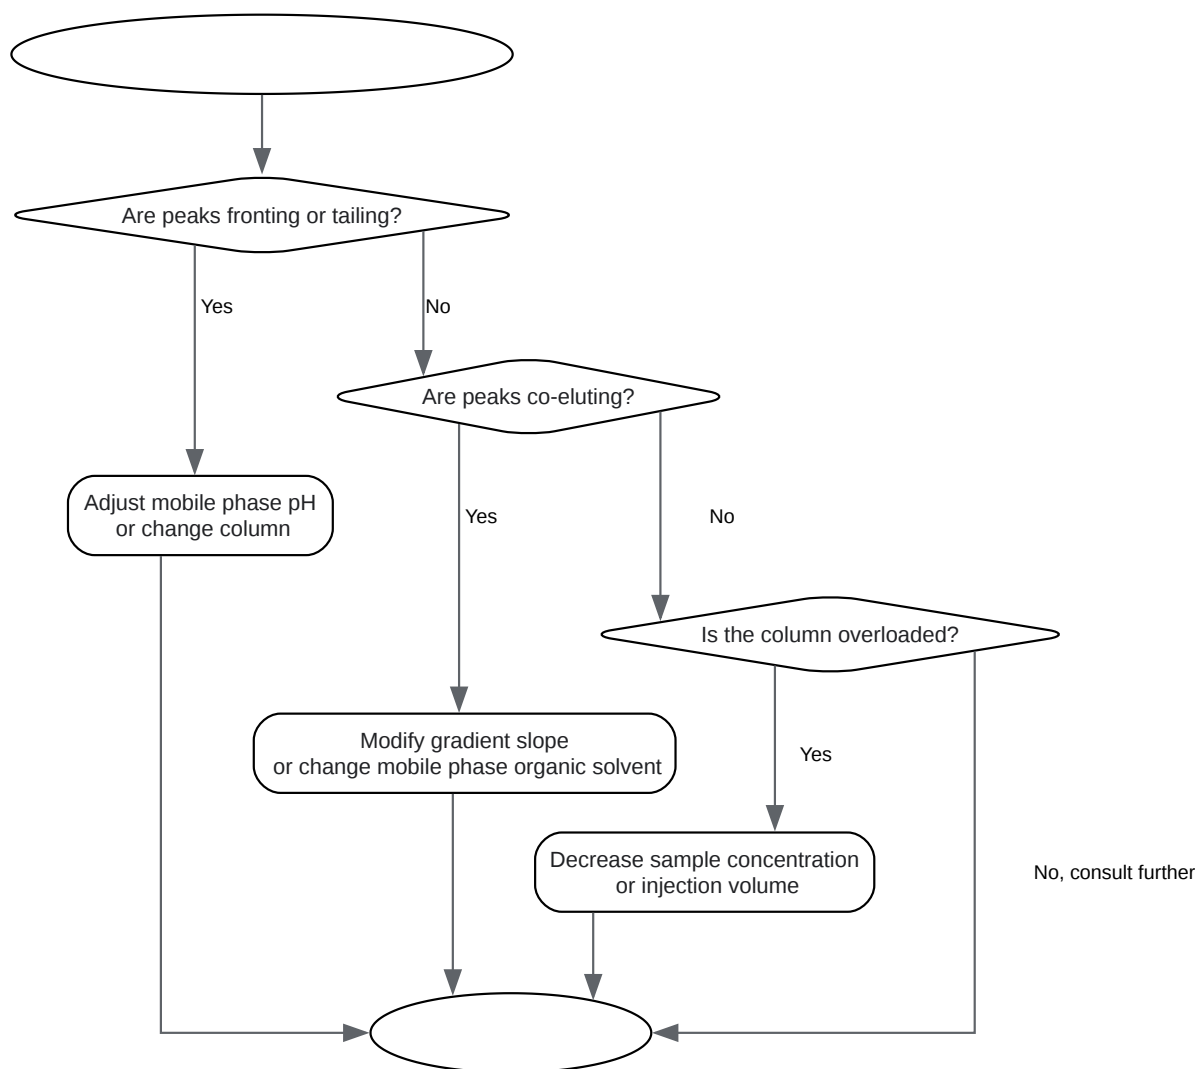 Are peaks fronting or tailing?
Yes
No
Are peaks co-eluting?
Adjust mobile phase pH
or change column
Yes
No
Is the column overloaded?
Modify gradient slope
or change mobile phase organic solvent
Yes
Decrease sample concentration
or injection volume
No, consult further